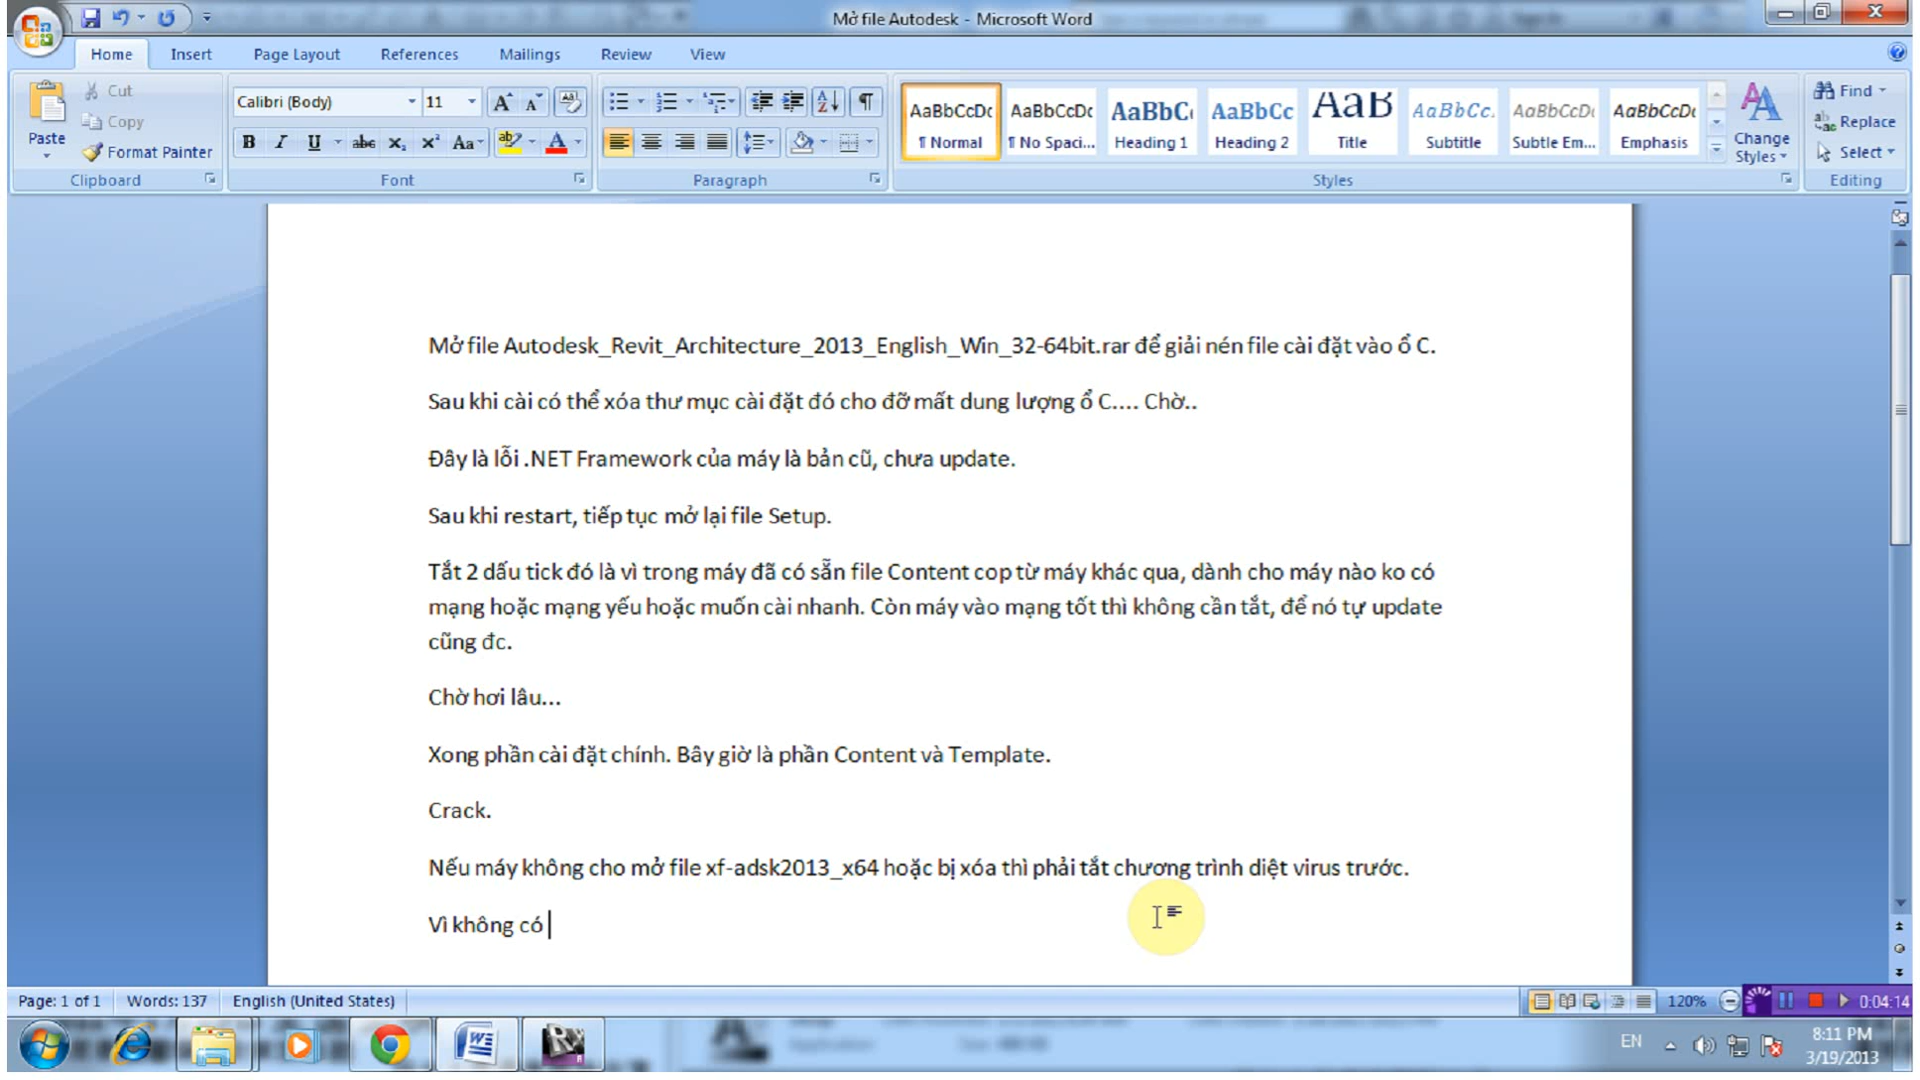 Mở file Autodesk - Microsoft Word
Home Insert Page Layout References Mailings Review View
Paste
Cut
Copy
Format Painter
Clipboard
Calibri (Body) 11
Font
Paragraph
AaBbCcDc AaBbCcDc AaBbC AaBbCc AaB AaBbCc. AaBbCcDc AaBbCcDc
¶ Normal ¶ No Spaci... Heading 1 Heading 2 Title Subtitle Subtle Em... Emphasis
Change
Styles
Styles
Find
Replace
Select
Editing
Mở file Autodesk_Revit_Architecture_2013_English_Win_32-64bit.rar để giải nén file cài đặt vào ổ C.
Sau khi cài có thể xóa thư mục cài đặt đó cho đỡ mất dung lượng ổ C.... Chờ..
Đây là lỗi .NET Framework của máy là bản cũ, chưa update.
Sau khi restart, tiếp tục mở lại file Setup.
Tắt 2 dấu tick đó là vì trong máy đã có sẵn file Content cop từ máy khác qua, dành cho máy nào ko có
mạng hoặc mạng yếu hoặc muốn cài nhanh. Còn máy vào mạng tốt thì không cần tắt, để nó tự update
cũng đc.
Chờ hơi lâu...
Xong phần cài đặt chính. Bây giờ là phần Content và Template.
Crack.
Nếu máy không cho mở file xf-adsk2013_x64 hoặc bị xóa thì phải tắt chương trình diệt virus trước.
Vì không có
Page: 1 of 1 Words: 137 English (United States) 120% 0:04:14
EN
8:11 PM
3/19/2013